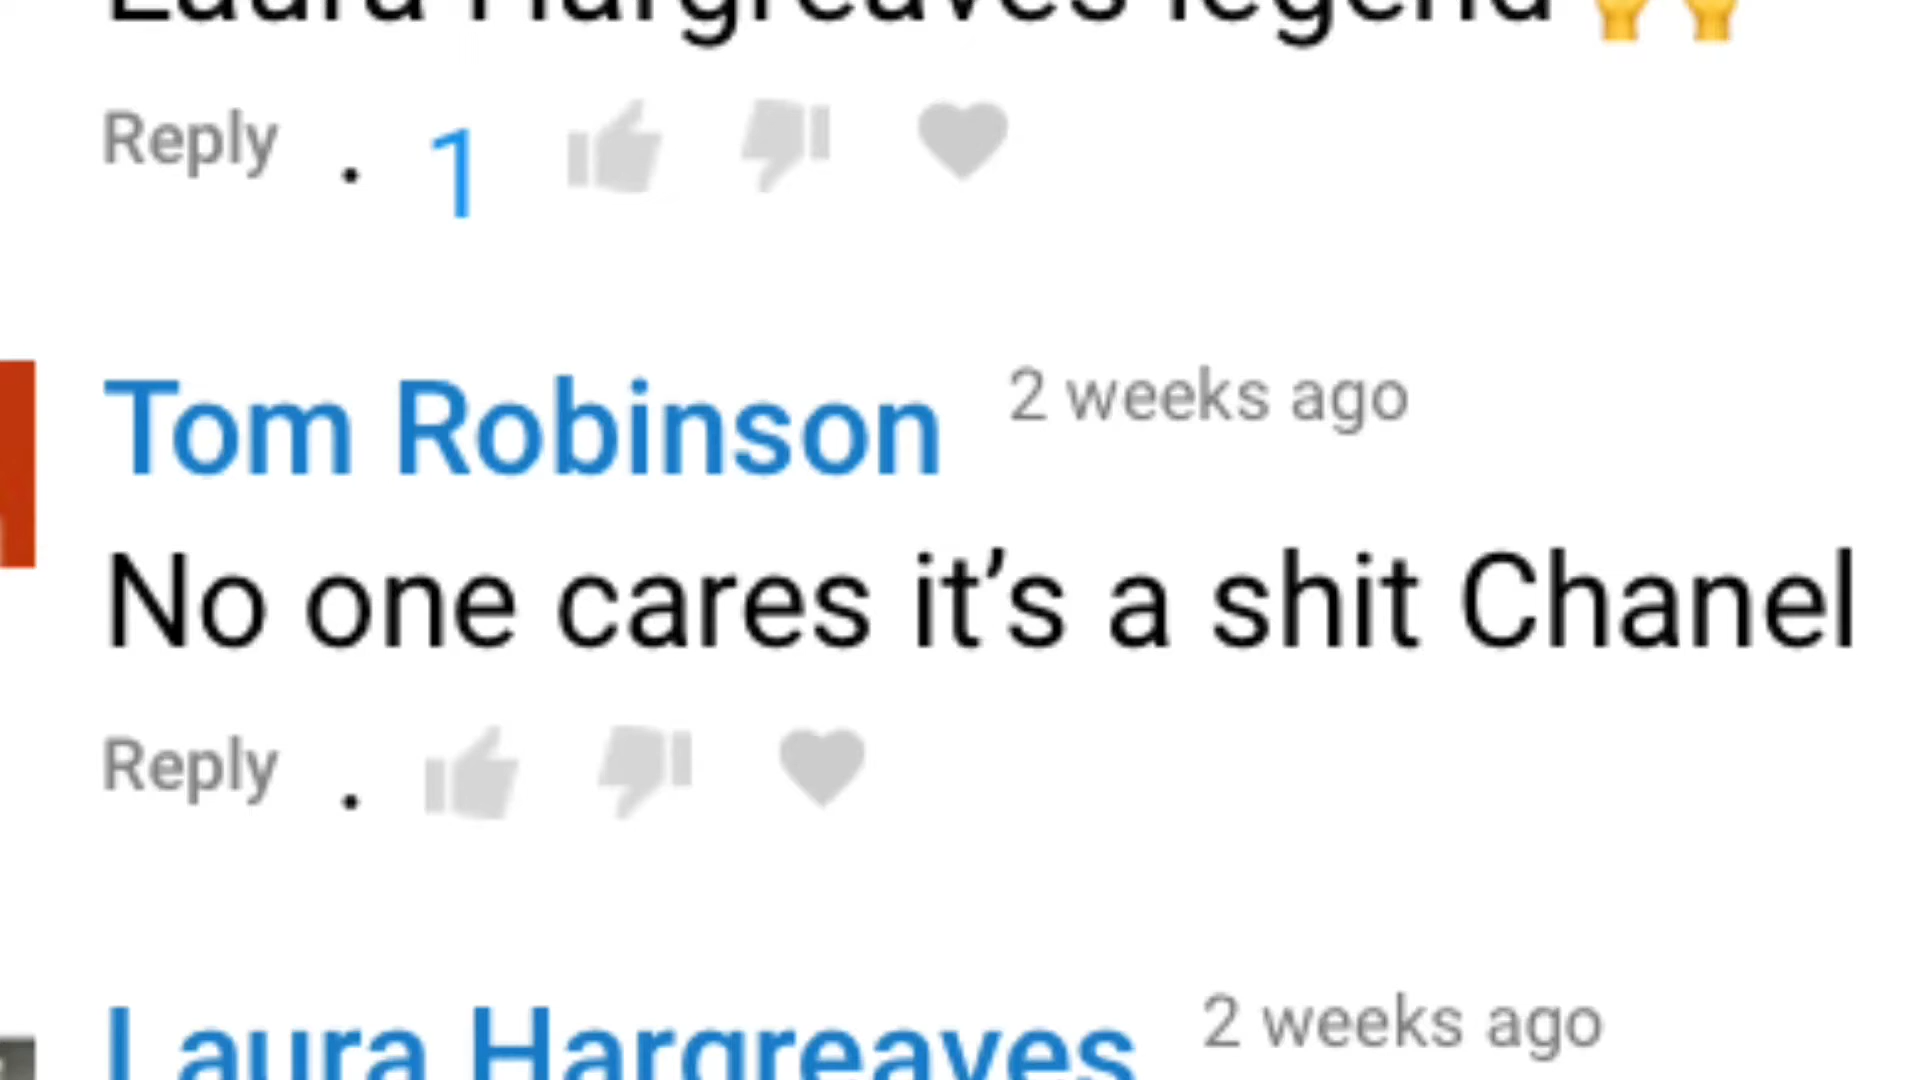 Laura Hargreaves legend 🙌
Reply . 1
Tom Robinson 2 weeks ago
No one cares it’s a shit Chanel
Reply .
Laura Hargreaves 2 weeks ago